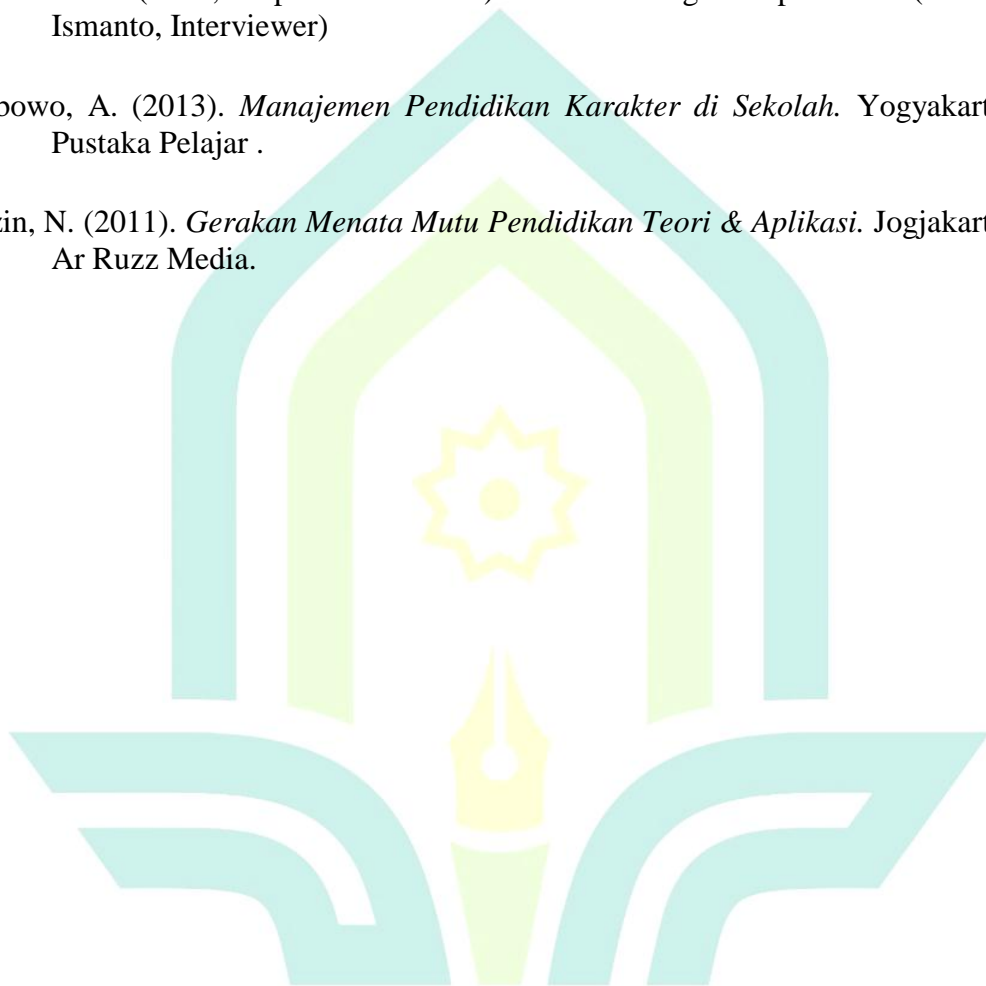 Ismanto, Interviewer)
bowo, A. (2013). Manajemen Pendidikan Karakter di Sekolah. Yogyakart
Pustaka Pelajar .
zin, N. (2011). Gerakan Menata Mutu Pendidikan Teori & Aplikasi. Jogjakart
Ar Ruzz Media.